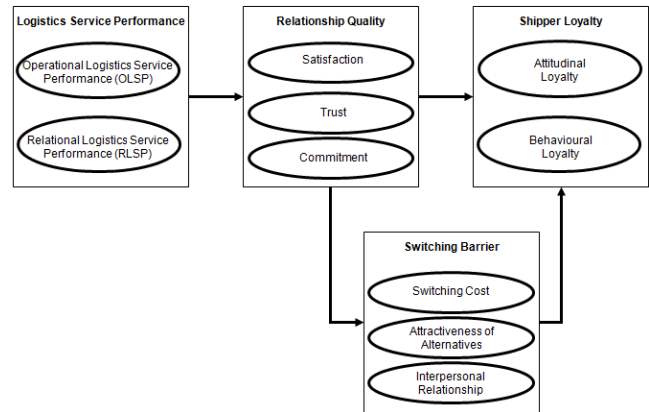 Logistics Service Performance
Operational Logistics Service
Performance (OLSP)
Relational Logistics Service
Performance (RLSP)
Relationship Quality
Satisfaction
Trust
Commitment
Shipper Loyalty
Attitudinal
Loyalty
Behavioural
Loyalty
Switching Barrier
Switching Cost
Attractiveness of
Alternatives
Interpersonal
Relationship